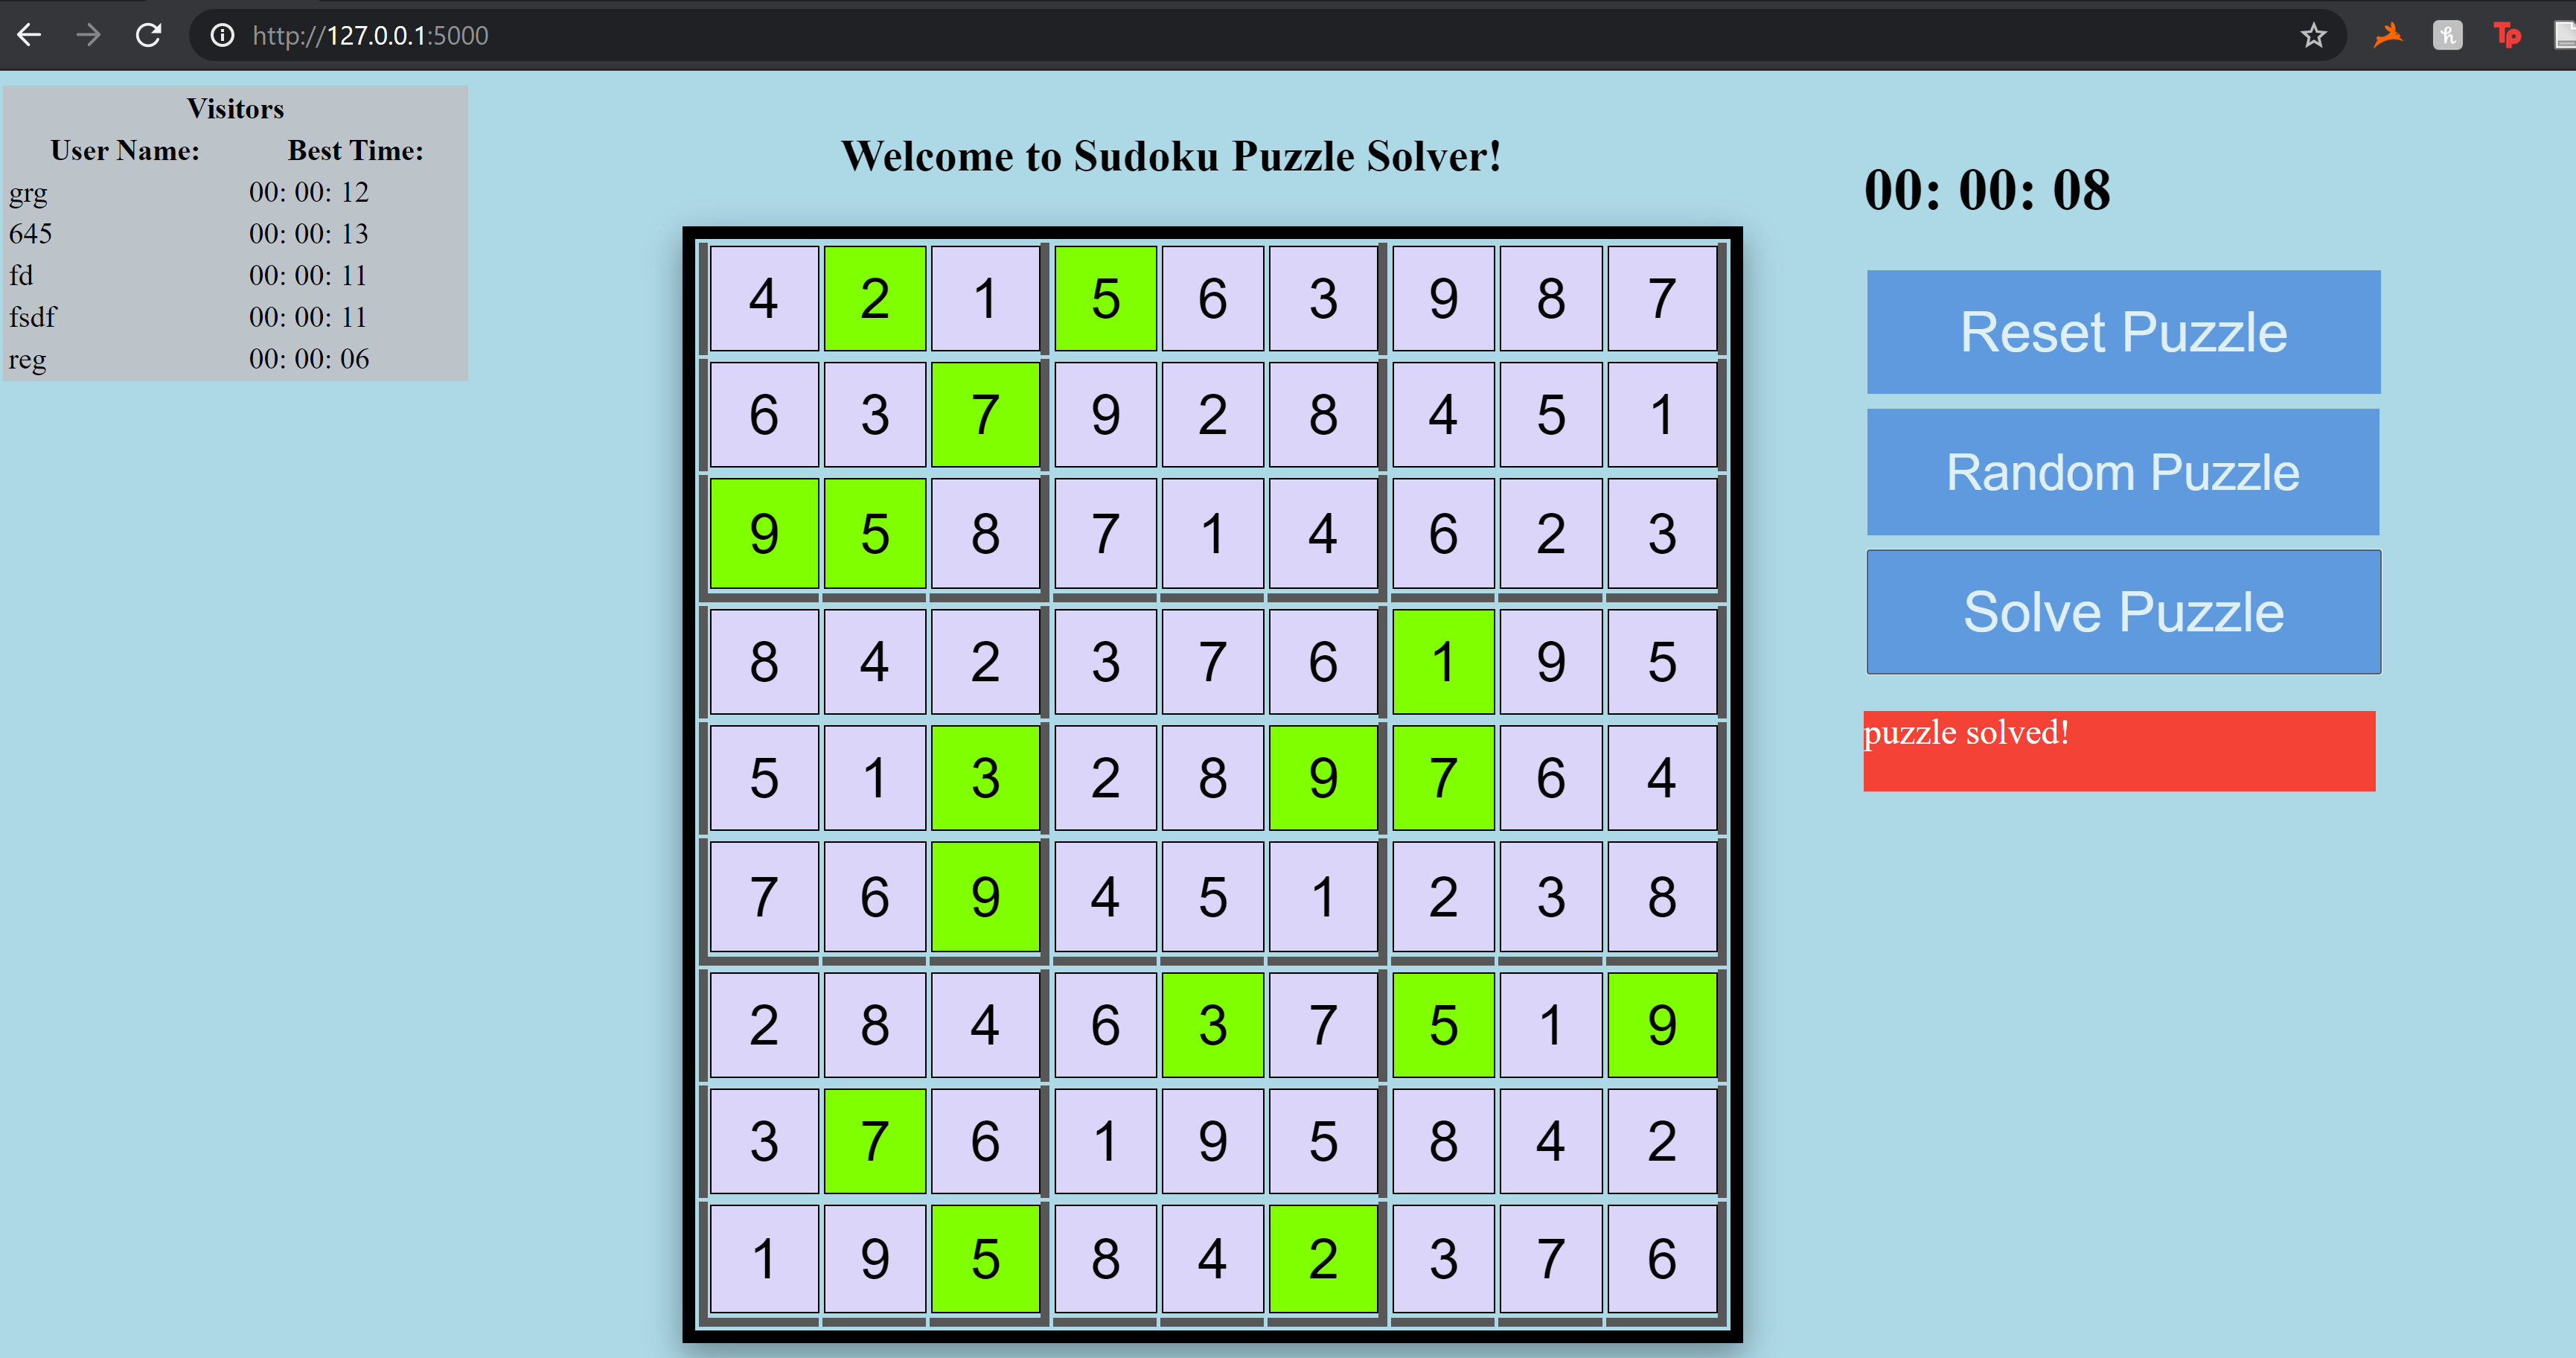 http://127.0.0.1:5000
Tp
Visitors
User Name: Best Time:
grg 00: 00: 12
645 00: 00: 13
fd 00: 00: 11
fsdf 00: 00: 11
reg 00: 00: 06
Welcome to Sudoku Puzzle Solver!
4 2 1 5 6 3 9 8 7
6 3 7 9 2 8 4 5 1
9 5 8 7 1 4 6 2 3
8 4 2 3 7 6 1 9 5
5 1 3 2 8 9 7 6 4
7 6 9 4 5 1 2 3 8
2 8 4 6 3 7 5 1 9
3 7 6 1 9 5 8 4 2
1 9 5 8 4 2 3 7 6
00: 00: 08
Reset Puzzle
Random Puzzle
Solve Puzzle
puzzle solved!